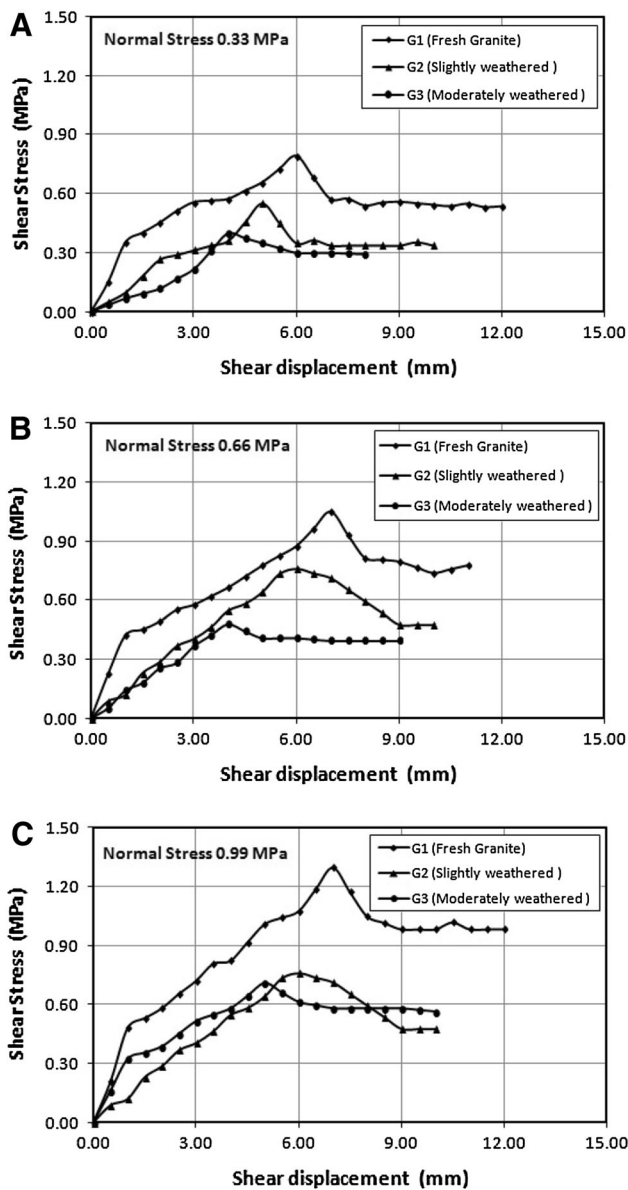 A
Normal Stress 0.33 MPa
G1 (Fresh Granite)
G2 (Slightly weathered )
G3 (Moderately weathered )
Shear Stress (MPa)
1.50
1.20
0.90
0.60
0.30
0.00
0.00 3.00 6.00 9.00 12.00 15.00
Shear displacement (mm)
B
Normal Stress 0.66 MPa
G1 (Fresh Granite)
G2 (Slightly weathered )
G3 (Moderately weathered )
Shear Stress (MPa)
1.50
1.20
0.90
0.60
0.30
0.00
0.00 3.00 6.00 9.00 12.00 15.00
Shear displacement (mm)
C
Normal Stress 0.99 MPa
G1 (Fresh Granite)
G2 (Slightly weathered )
G3 (Moderately weathered )
Shear Stress (MPa)
1.50
1.20
0.90
0.60
0.30
0.00
0.00 3.00 6.00 9.00 12.00 15.00
Shear displacement (mm)